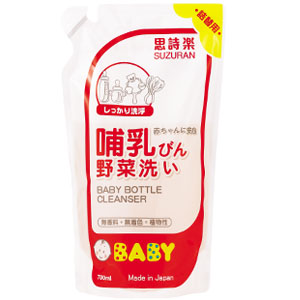 詰替用
思詩楽
SUZURAN
しっかり洗浄
赤ちゃんに安心
哺乳びん
野菜洗い
BABY BOTTLE
CLEANSER
無香料・無着色・植物性
BABY
700ml
Made in Japan